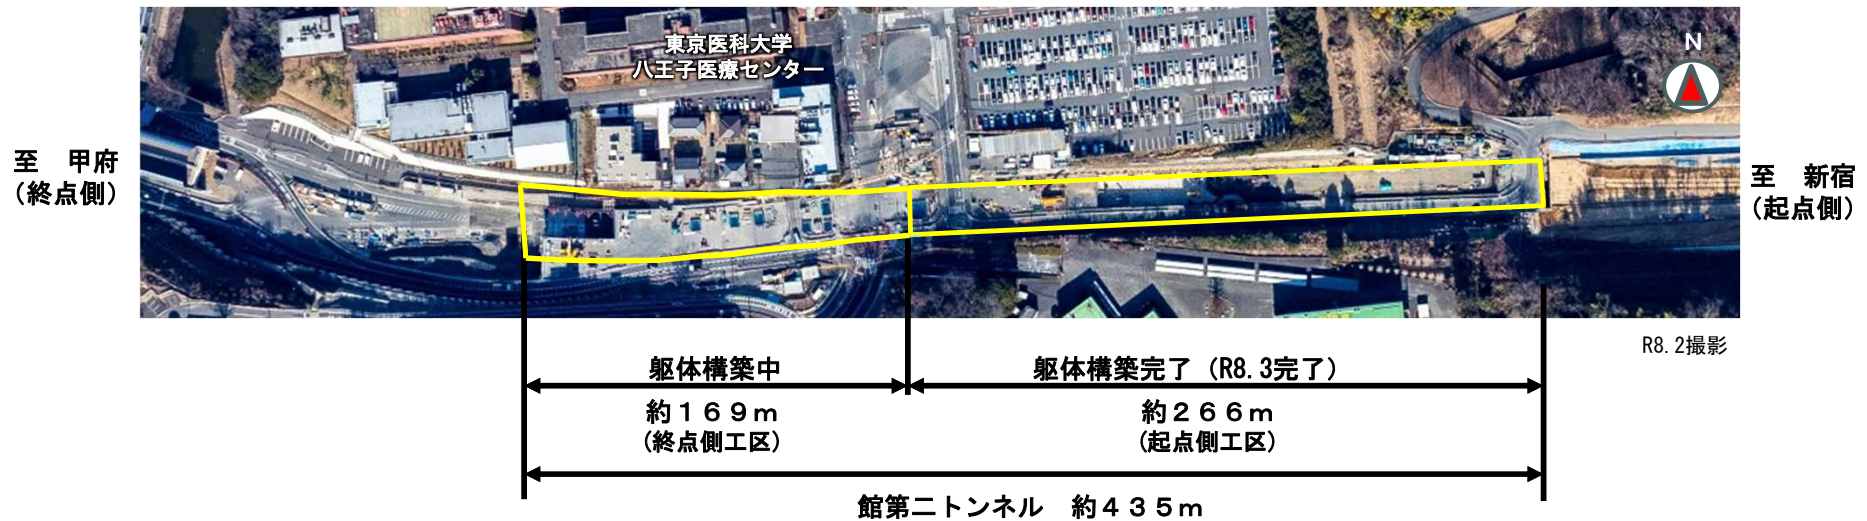 東京医科大学
八王子医療センター
N
至　甲府
（終点側）
至　新宿
（起点側）
R8.2撮影
躯体構築中
躯体構築完了（R8.3完了）
約１６９ｍ
（終点側工区）
約２６６ｍ
（起点側工区）
館第二トンネル　約４３５ｍ